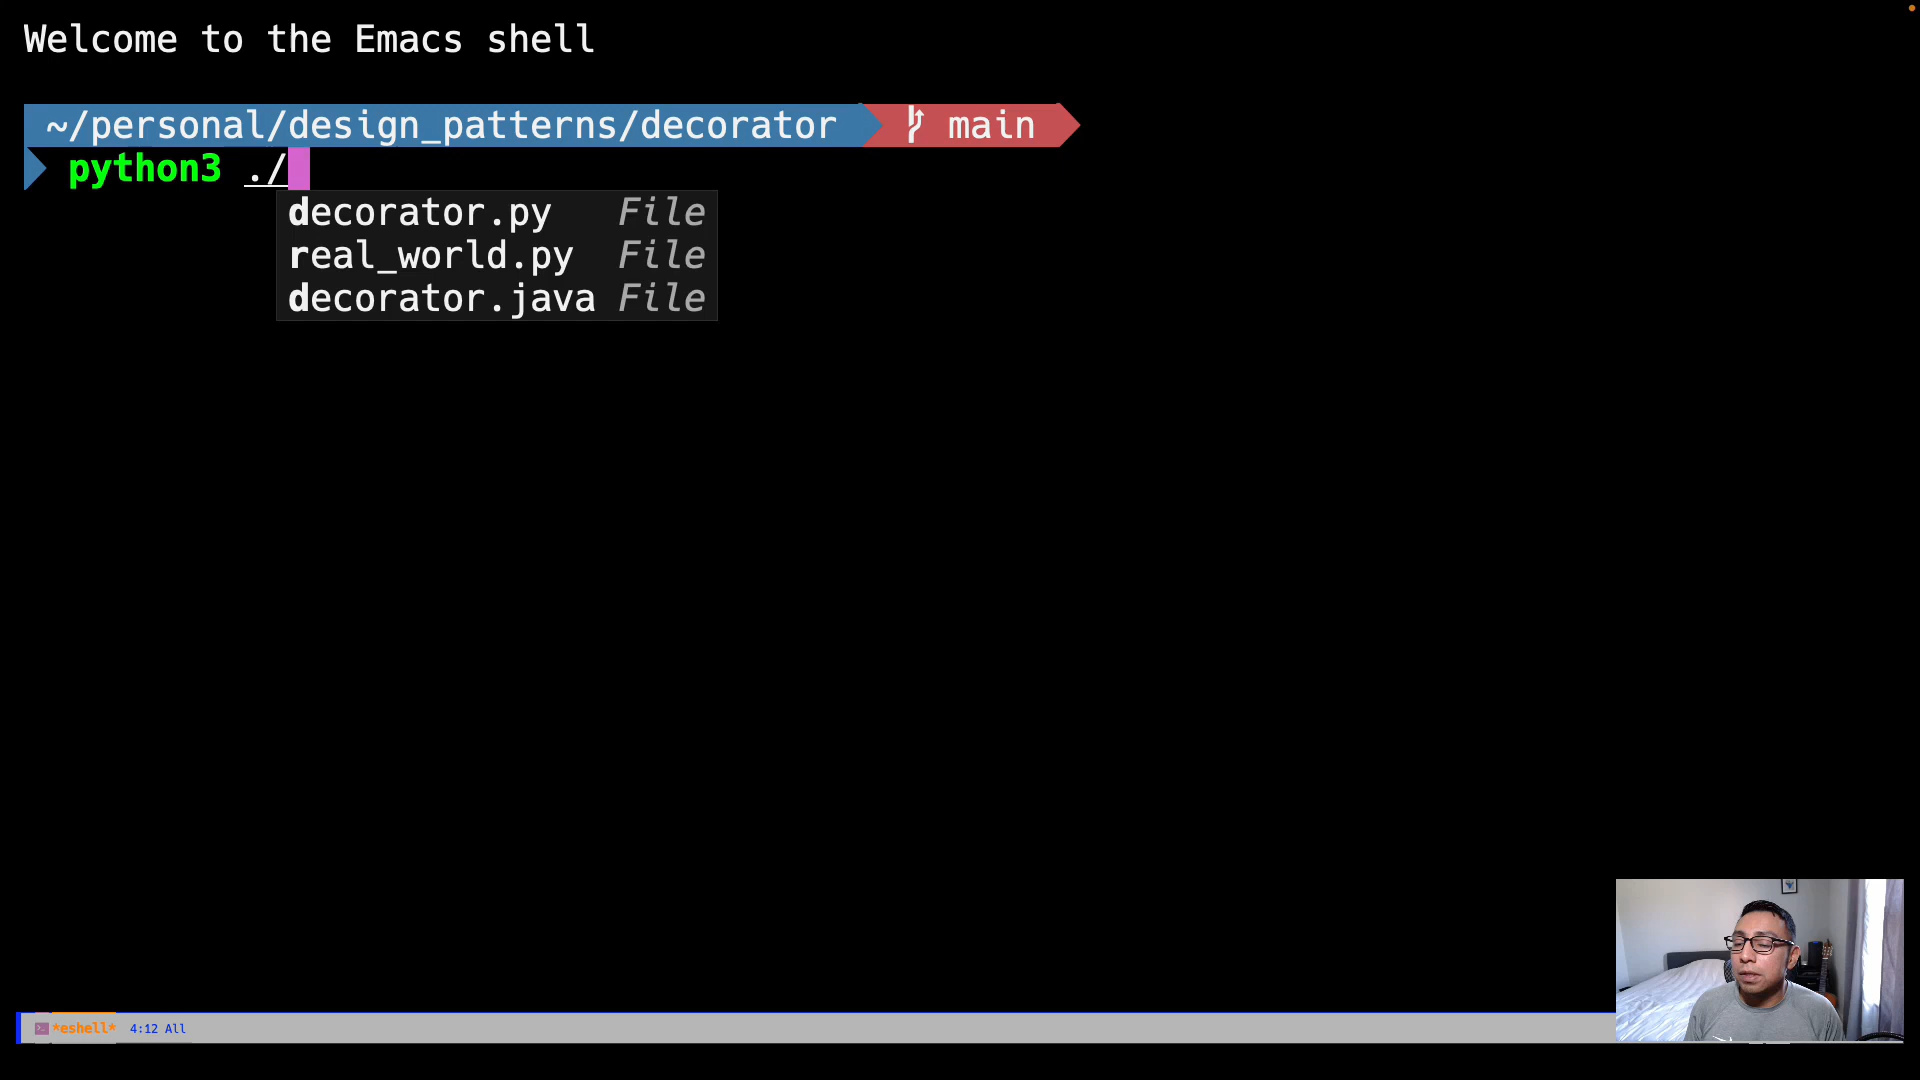 Welcome to the Emacs shell
~/personal/design_patterns/decorator main
python3 ./
decorator.py File
real_world.py File
decorator.java File
*eshell* 4:12 All